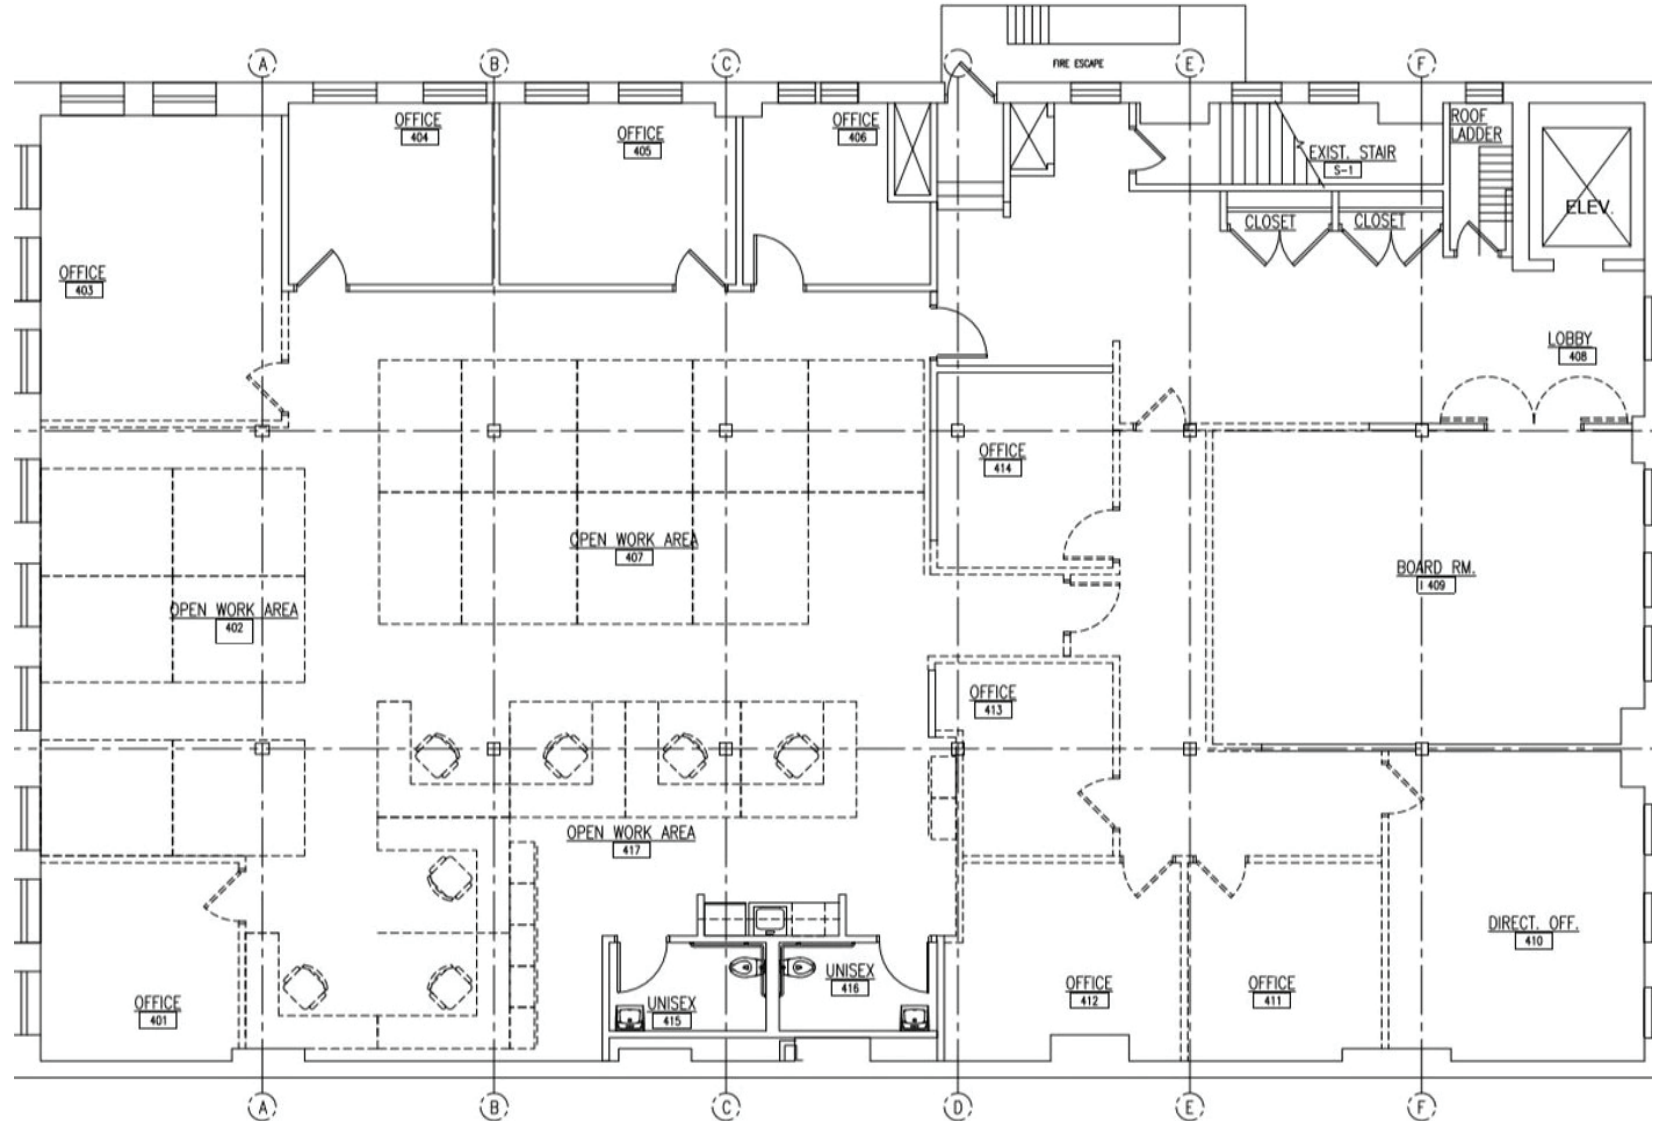 FIRE ESCAPE
A
B
C
E
F
OFFICE
404
OFFICE
405
OFFICE
406
ROOF
LADDER
EXIST. STAIR
S-1
ELEV.
CLOSET
CLOSET
OFFICE
403
LOBBY
408
OFFICE
414
OPEN WORK AREA
407
BOARD RM.
409
OPEN WORK AREA
402
OFFICE
413
OPEN WORK AREA
417
DIRECT. OFF.
410
UNISEX
416
OFFICE
412
OFFICE
411
OFFICE
401
UNISEX
415
A
B
C
D
E
F